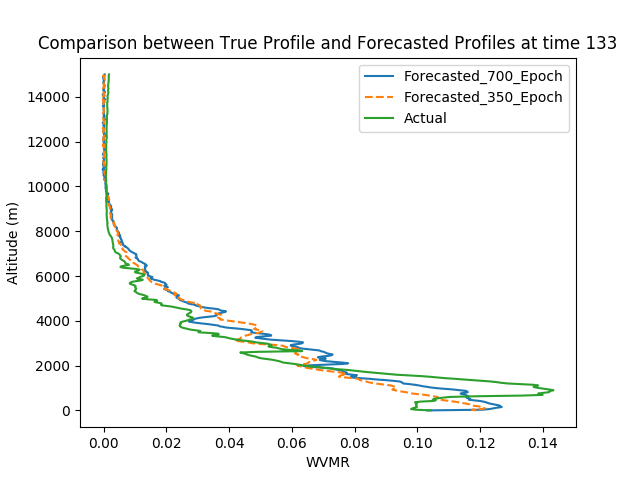 Comparison between True Profile and Forecasted Profiles at time 133
Forecasted_700_Epoch
Forecasted_350_Epoch
Actual
14000
12000
10000
8000
6000
4000
2000
0
Altitude (m)
0.00 0.02 0.04 0.06 0.08 0.10 0.12 0.14
WVMR